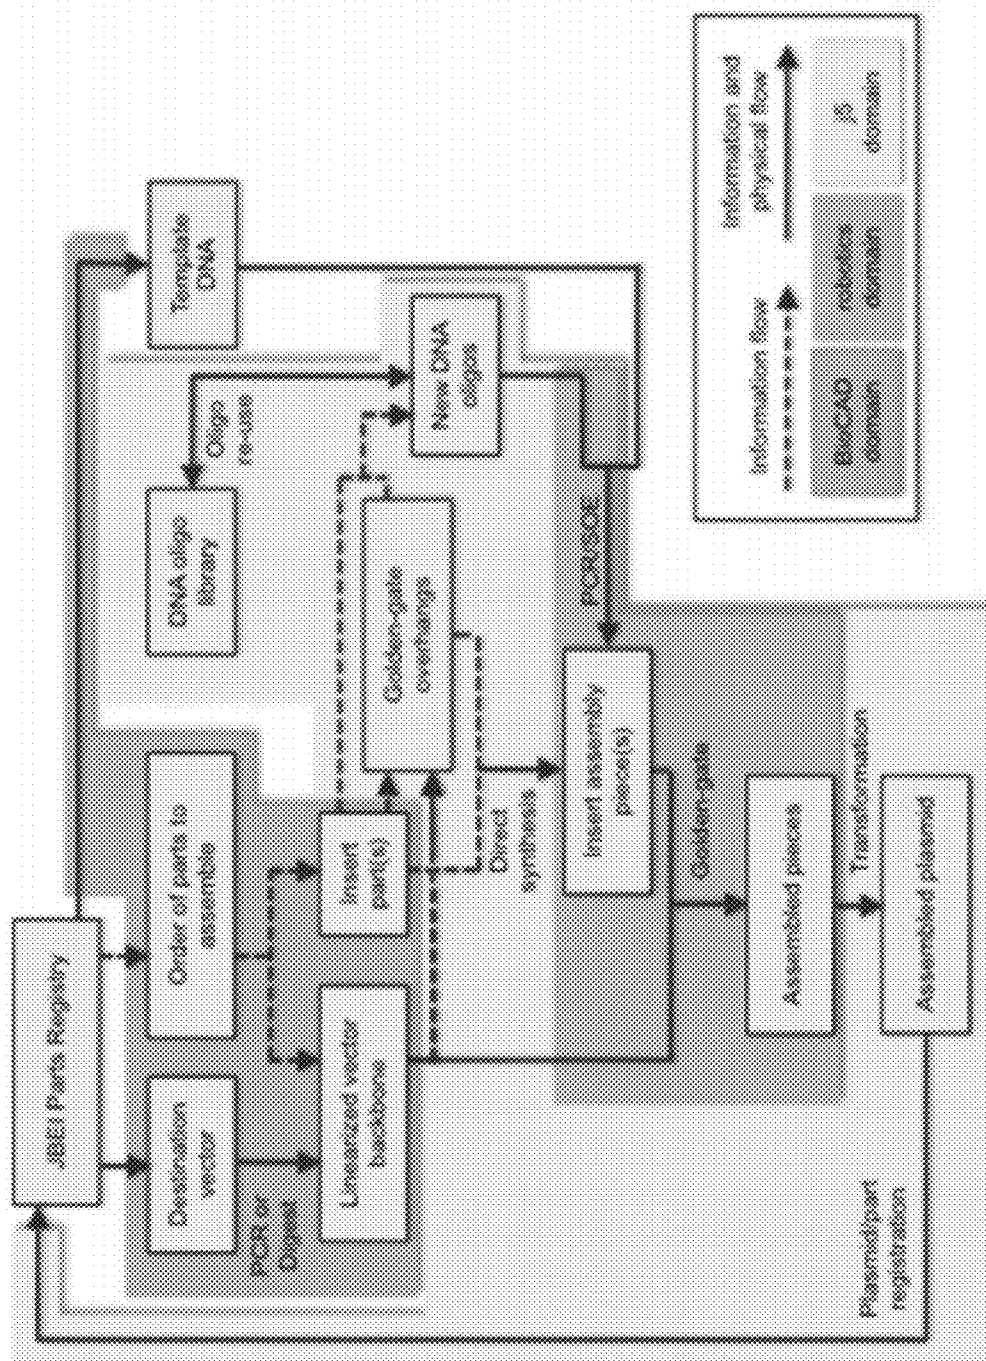 JBEI Parts Registry
Destination
vector
Order of parts to
assemble
DNA oligo
library
Template
DNA
PCR or
Digest
Oligo
re-use
Linearized vector
backbone
Insert
part(s)
Golden-gate
overhangs
New DNA
oligos
Direct
synthesis
PCR/SOE
Insert assembly
piece(s)
Golden-gate
Assembled pieces
Transformation
Assembled plasmid
Plasmid/part
registration
Information flow
Information and
physical flow
BioCAD
domain
robotics
domain
domain